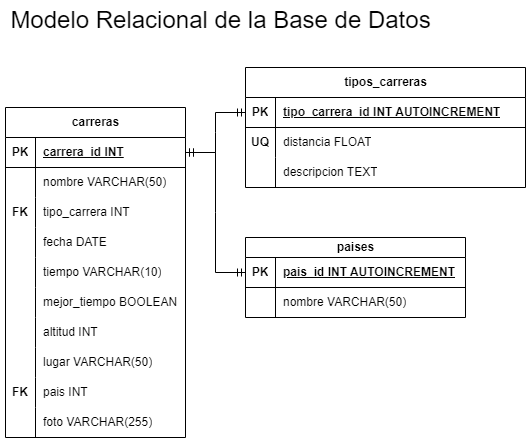 Modelo Relacional de la Base de Datos
carreras
PK carrera_id INT
nombre VARCHAR(50)
FK tipo_carrera INT
fecha DATE
tiempo VARCHAR(10)
mejor_tiempo BOOLEAN
altitud INT
lugar VARCHAR(50)
FK pais INT
foto VARCHAR(255)
tipos_carreras
PK tipo_carrera_id INT AUTOINCREMENT
UQ distancia FLOAT
descripcion TEXT
paises
PK pais_id INT AUTOINCREMENT
nombre VARCHAR(50)